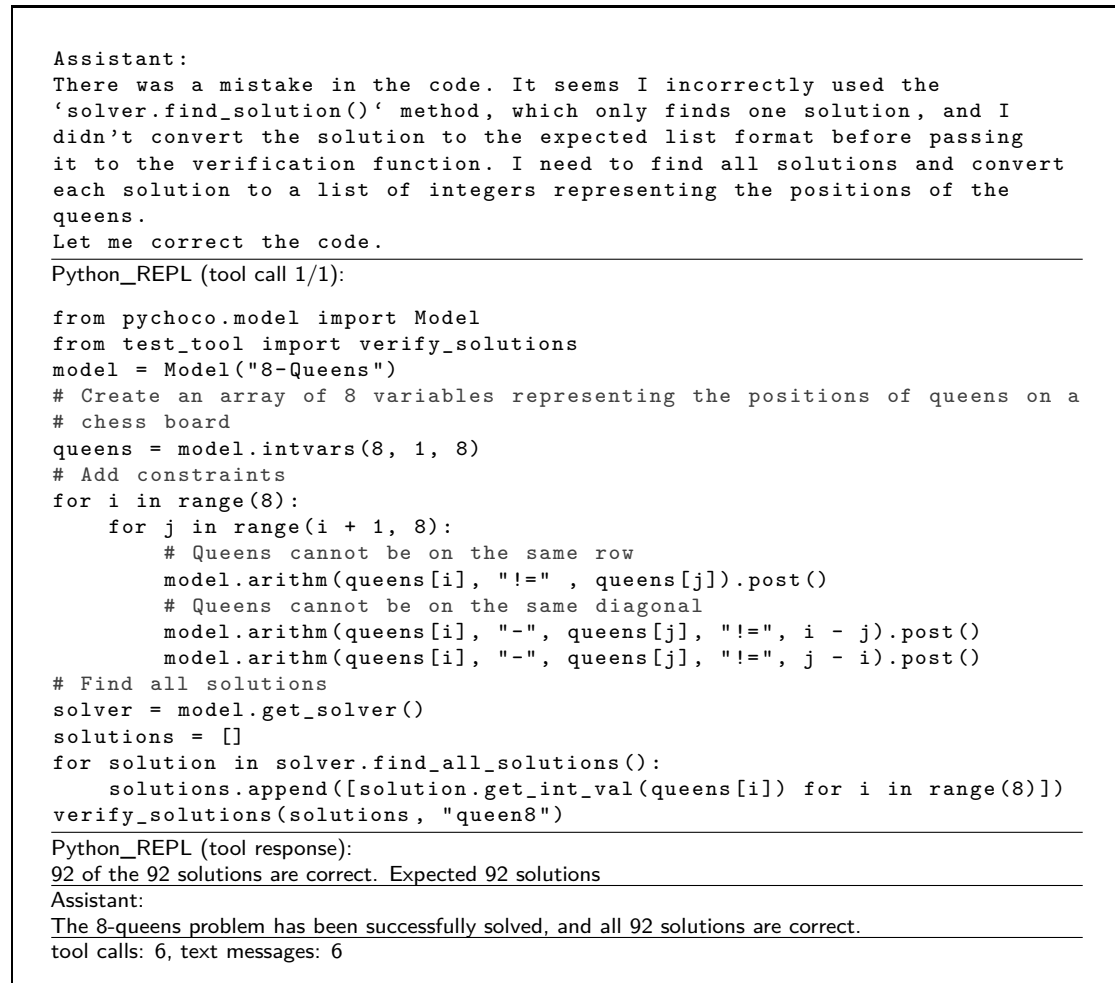 Assistant:
There was a mistake in the code. It seems I incorrectly used the
‘solver.find_solution()‘ method, which only finds one solution, and I
didn't convert the solution to the expected list format before passing
it to the verification function. I need to find all solutions and convert
each solution to a list of integers representing the positions of the
queens.
Let me correct the code.
Python_REPL (tool call 1/1):
from pychoco.model import Model
from test_tool import verify_solutions
model = Model("8-Queens")
# Create an array of 8 variables representing the positions of queens on a
# chess board
queens = model.intvars(8, 1, 8)
# Add constraints
for i in range(8):
    for j in range(i + 1, 8):
        # Queens cannot be on the same row
        model.arithm(queens[i], "!=" , queens[j]).post()
        # Queens cannot be on the same diagonal
        model.arithm(queens[i], "-", queens[j], "!=", i - j).post()
        model.arithm(queens[i], "-", queens[j], "!=", j - i).post()
# Find all solutions
solver = model.get_solver()
solutions = []
for solution in solver.find_all_solutions():
    solutions.append([solution.get_int_val(queens[i]) for i in range(8)])
verify_solutions(solutions, "queen8")
Python_REPL (tool response):
92 of the 92 solutions are correct. Expected 92 solutions
Assistant:
The 8-queens problem has been successfully solved, and all 92 solutions are correct.
tool calls: 6, text messages: 6